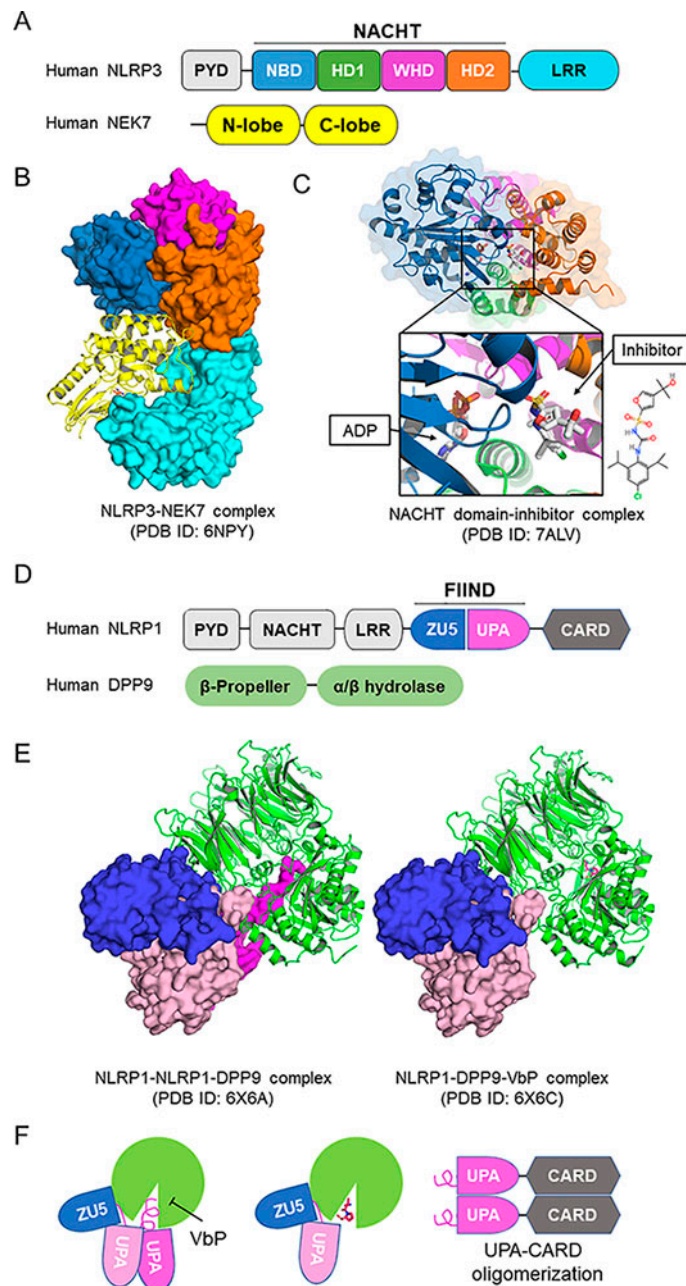 A
NACHT
Human NLRP3
PYD
NBD
HD1
WHD
HD2
LRR
Human NEK7
N-lobe
C-lobe
B
C
Inhibitor
ADP
OH
O
O
S
O
HN
N
H
O
Cl
NLRP3-NEK7 complex
(PDB ID: 6NPY)
NACHT domain-inhibitor complex
(PDB ID: 7ALV)
D
FIIND
Human NLRP1
PYD
NACHT
LRR
ZU5
UPA
CARD
Human DPP9
β-Propeller
α/β hydrolase
E
NLRP1-NLRP1-DPP9 complex
(PDB ID: 6X6A)
NLRP1-DPP9-VbP complex
(PDB ID: 6X6C)
F
ZU5
UPA
UPA
VbP
ZU5
UPA
UPA
CARD
UPA
CARD
UPA-CARD
oligomerization